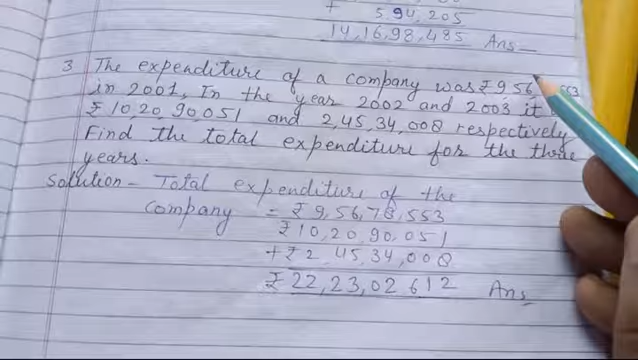 + 5,94,205
14,16,98,485 Ans
3 The expenditure of a company was ₹9,56, 553
in 2001, In the year 2002 and 2003 it
₹10,20,90,051 and 2,45,34,008 respectively
Find the total expenditure for the three
years.
Solution - Total expenditure of the
company = ₹9,56,78,553
₹10,20,90,051
+₹2,45,34,008
₹22,23,02,612 Ans